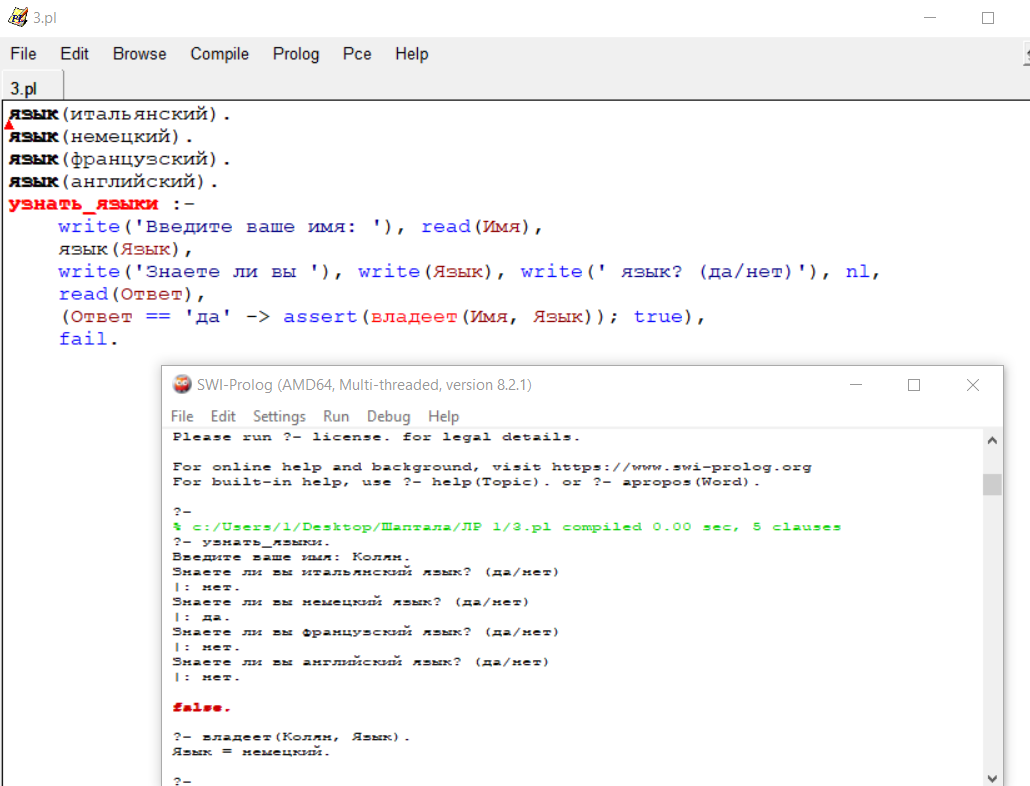 3.pl
File Edit Browse Compile Prolog Pce Help
3.pl
язык(итальянский).
язык(немецкий).
язык(французский).
язык(английский).
узнать_языки :-
write('Введите ваше имя: '), read(Имя),
язык(Язык),
write('Знаете ли вы '), write(Язык), write(' язык? (да/нет)'), nl,
read(Ответ),
(Ответ == 'да' -> assert(владеет(Имя, Язык)); true),
fail.
SWI-Prolog (AMD64, Multi-threaded, version 8.2.1)
File Edit Settings Run Debug Help
Please run ?- license. for legal details.
For online help and background, visit https://www.swi-prolog.org
For built-in help, use ?- help(Topic). or ?- apropos(Word).
?-
% c:/Users/1/Desktop/Шаптала/ЛР 1/3.pl compiled 0.00 sec, 5 clauses
?- узнать_языки.
Введите ваше имя: Колян.
Знаете ли вы итальянский язык? (да/нет)
|: нет.
Знаете ли вы немецкий язык? (да/нет)
|: да.
Знаете ли вы французский язык? (да/нет)
|: нет.
Знаете ли вы английский язык? (да/нет)
|: нет.
false.
?- владеет(Колян, Язык).
Язык = немецкий.
?-